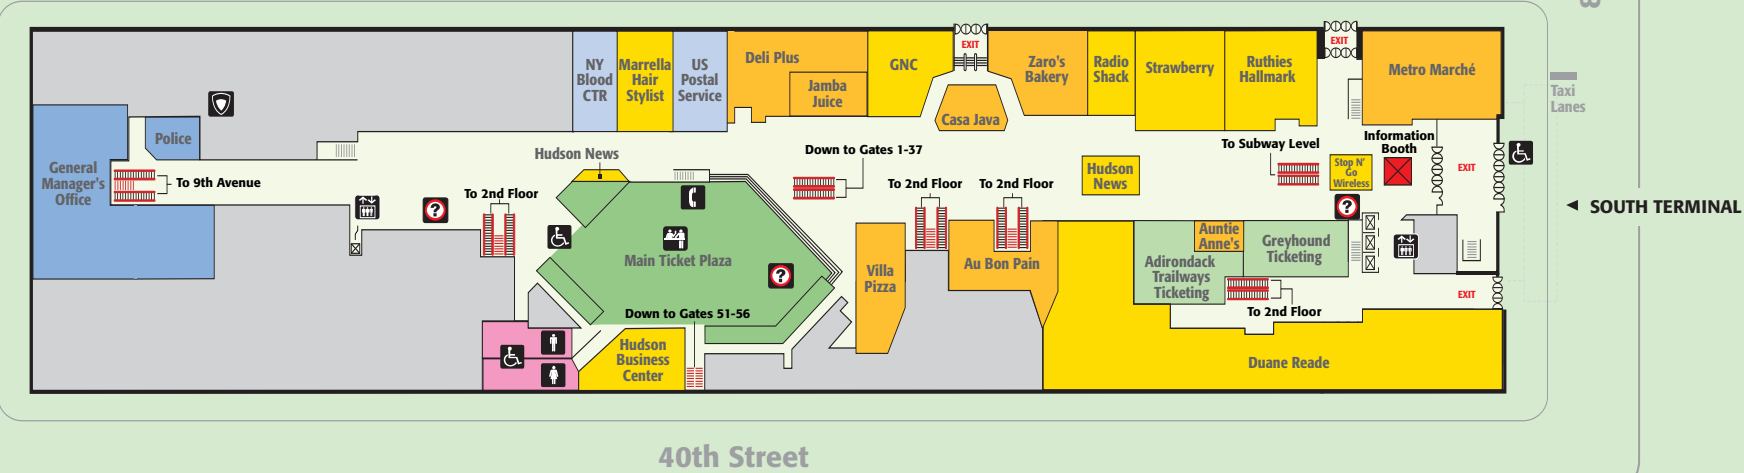 8
EXIT
EXIT
NY
Blood
CTR
Marrella
Hair
Stylist
US
Postal
Service
Deli Plus
Jamba
Juice
GNC
Casa Java
Zaro's
Bakery
Radio
Shack
Strawberry
Ruthies
Hallmark
Metro Marché
Taxi
Lanes
Police
General
Manager's
Office
To 9th Avenue
Hudson News
To 2nd Floor
Down to Gates 1-37
To 2nd Floor
To 2nd Floor
Hudson
News
To Subway Level
Stop N'
Go
Wireless
Information
Booth
EXIT
SOUTH TERMINAL
?
?
Main Ticket Plaza
?
Villa
Pizza
Au Bon Pain
Auntie
Anne's
Adirondack
Trailways
Ticketing
Greyhound
Ticketing
To 2nd Floor
EXIT
Down to Gates 51-56
Hudson
Business
Center
Duane Reade
40th Street